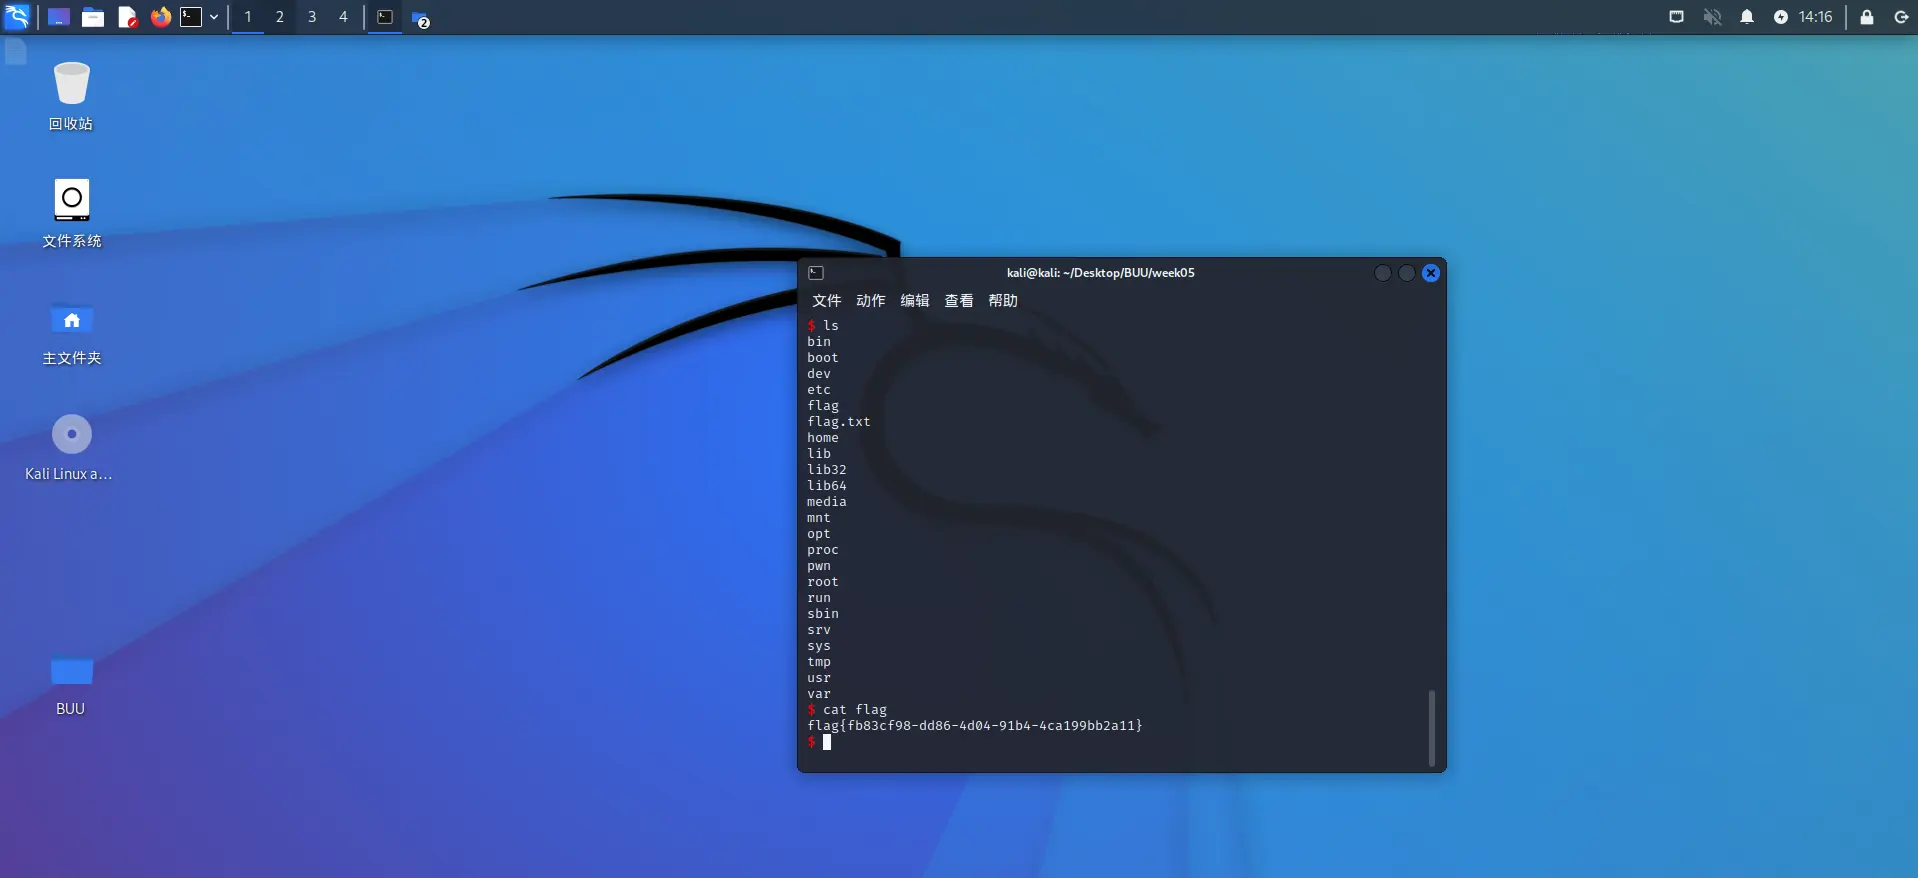 1 2 3 4
2
14:16
回收站
文件系统
主文件夹
Kali Linux a...
BUU
kali@kali: ~/Desktop/BUU/week05
文件 动作 编辑 查看 帮助
$ ls
bin
boot
dev
etc
flag
flag.txt
home
lib
lib32
lib64
media
mnt
opt
proc
pwn
root
run
sbin
srv
sys
tmp
usr
var
$ cat flag
flag{fb83cf98-dd86-4d04-91b4-4ca199bb2a11}
$